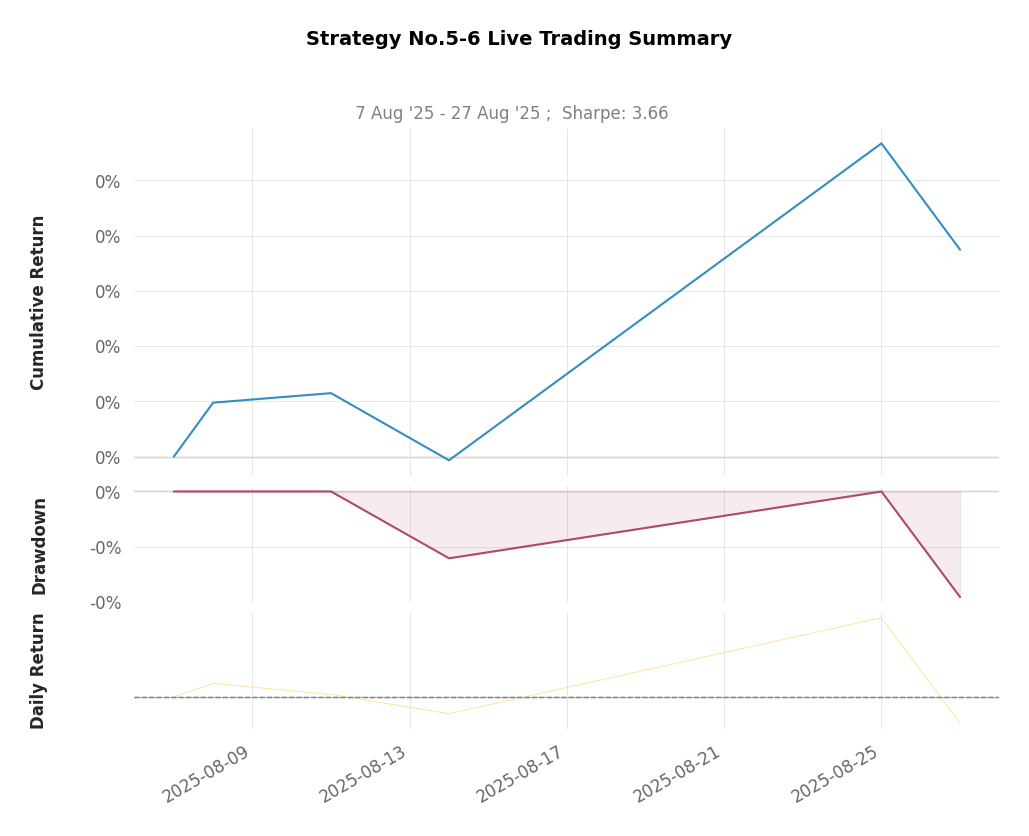 Strategy No.5-6 Live Trading Summary
7 Aug '25 - 27 Aug '25 ;  Sharpe: 3.66
Cumulative Return
0%
0%
0%
0%
0%
0%
Drawdown
0%
-0%
-0%
Daily Return
2025-08-09
2025-08-13
2025-08-17
2025-08-21
2025-08-25